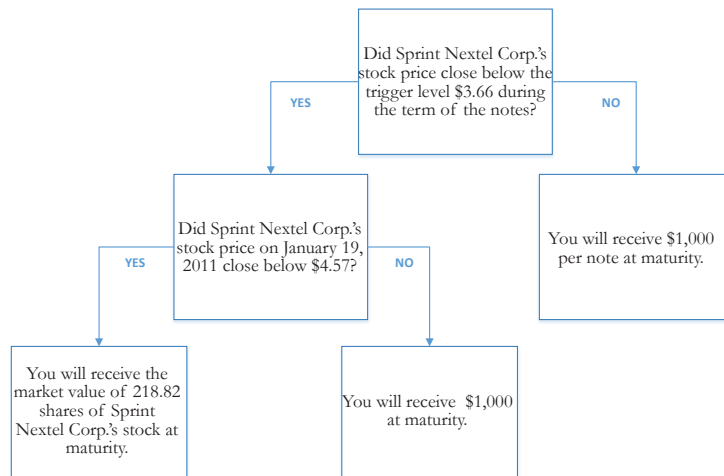 Did Sprint Nextel Corp.'s
stock price close below the
trigger level $3.66 during
the term of the notes?
YES
NO
Did Sprint Nextel Corp.'s
stock price on January 19,
2011 close below $4.57?
You will receive $1,000
per note at maturity.
YES
NO
You will receive the
market value of 218.82
shares of Sprint
Nextel Corp.'s stock at
maturity.
You will receive $1,000
at maturity.